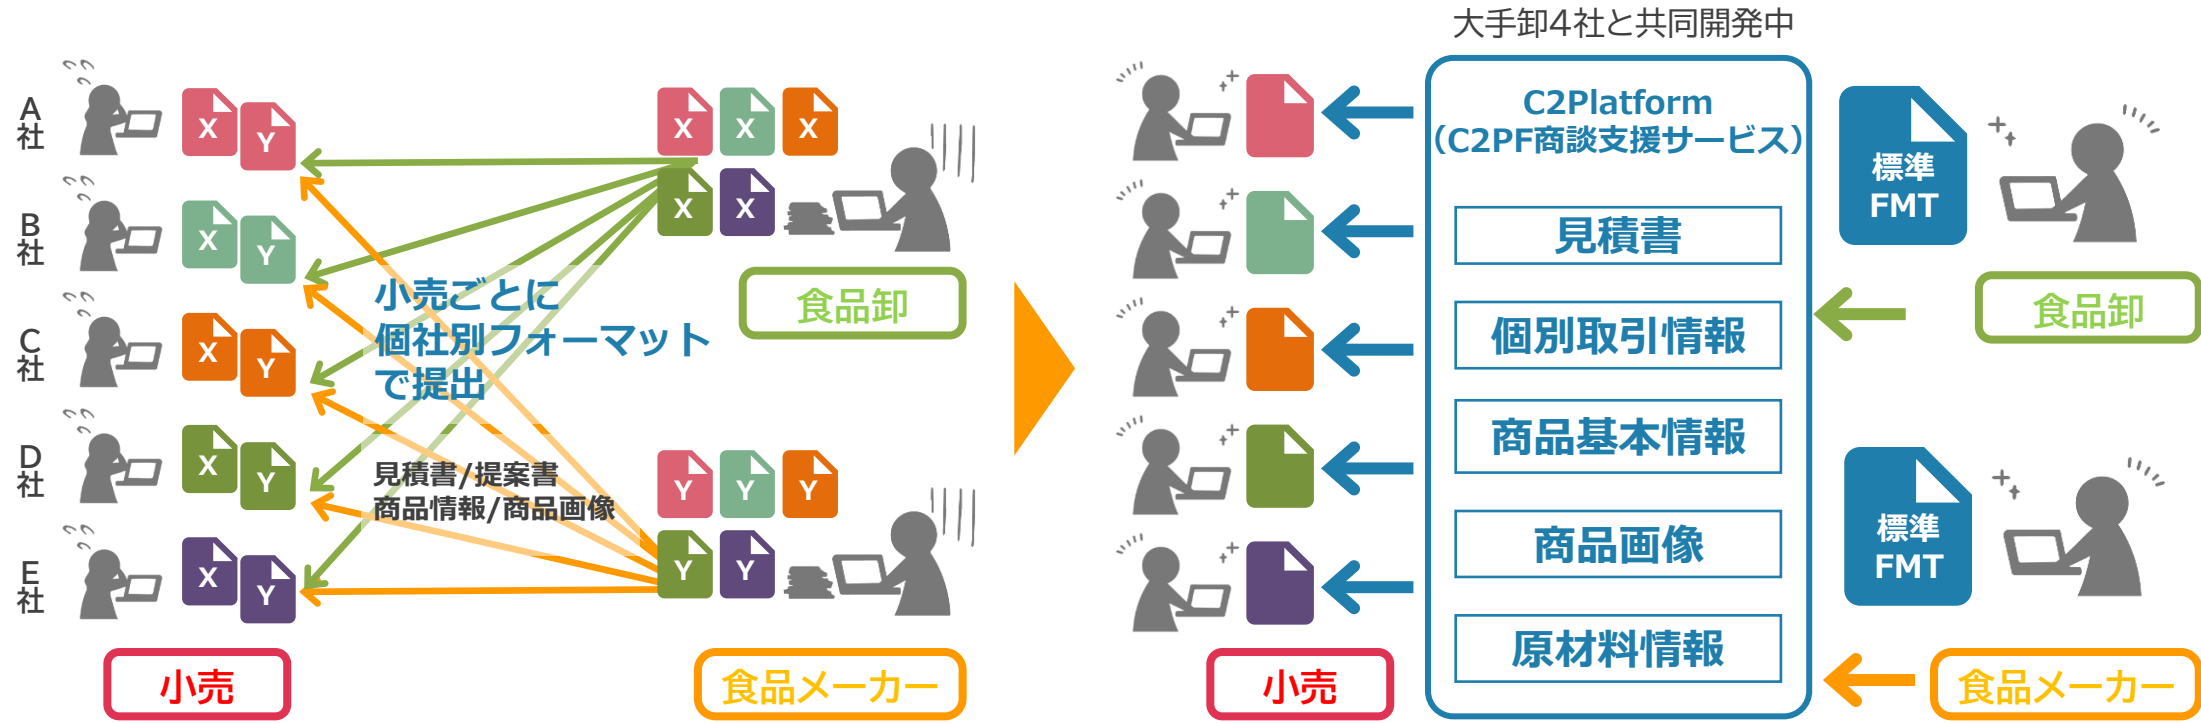 大手卸4社と共同開発中
A社
B社
C社
D社
E社
X
Y
X
Y
X
Y
X
Y
X
Y
小売
X
X
X
X
X
食品卸
小売ごとに
個社別フォーマット
で提出
見積書/提案書
商品情報/商品画像
Y
Y
Y
Y
Y
食品メーカー
小売
C2Platform
（C2PF商談支援サービス）
見積書
個別取引情報
商品基本情報
商品画像
原材料情報
標準
FMT
食品卸
標準
FMT
食品メーカー